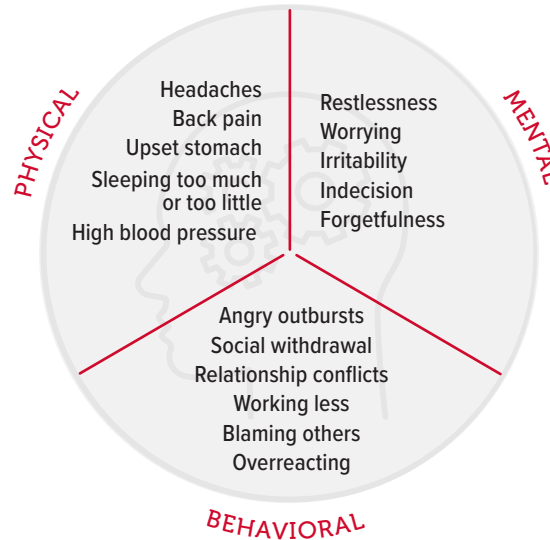 PHYSICAL
Headaches
Back pain
Upset stomach
Sleeping too much
or too little
High blood pressure
MENTAL
Restlessness
Worrying
Irritability
Indecision
Forgetfulness
Angry outbursts
Social withdrawal
Relationship conflicts
Working less
Blaming others
Overreacting
BEHAVIORAL